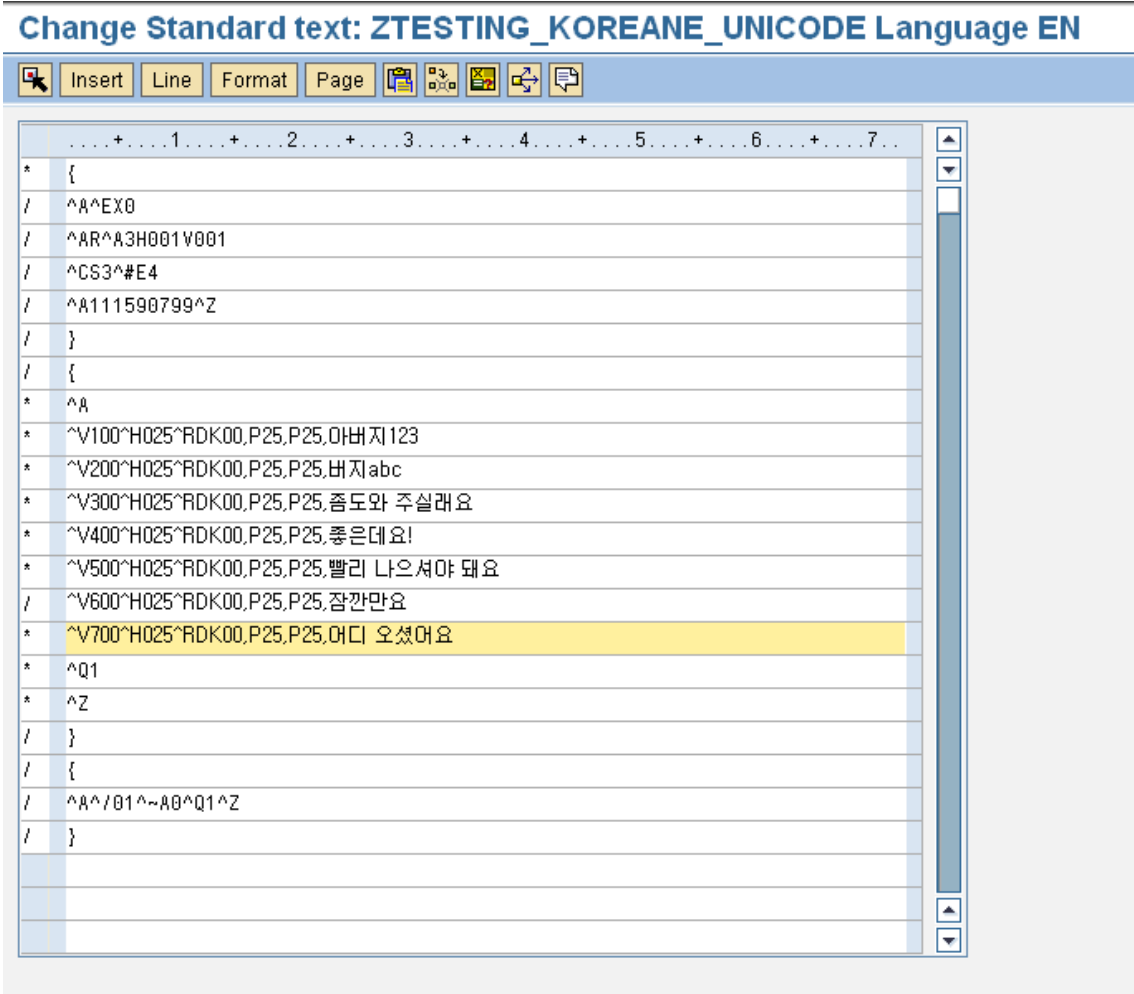 Change Standard text: ZTESTING_KOREANE_UNICODE Language EN
Insert Line Format Page
....+....1....+....2....+....3....+....4....+....5....+....6....+....7..
* {
/ ^A^EX0
/ ^AR^A3H001V001
/ ^CS3^#E4
/ ^A111590799^Z
/ }
/ {
* ^A
* ^V100^H025^RDK00,P25,P25,아버지123
* ^V200^H025^RDK00,P25,P25,버지abc
* ^V300^H025^RDK00,P25,P25,좀도와 주실래요
* ^V400^H025^RDK00,P25,P25,좋은데요!
* ^V500^H025^RDK00,P25,P25,빨리 나으셔야 돼요
/ ^V600^H025^RDK00,P25,P25,잠깐만요
* ^V700^H025^RDK00,P25,P25,어디 오셨어요
* ^Q1
* ^Z
/ }
/ {
/ ^A^/01^~A0^Q1^Z
/ }